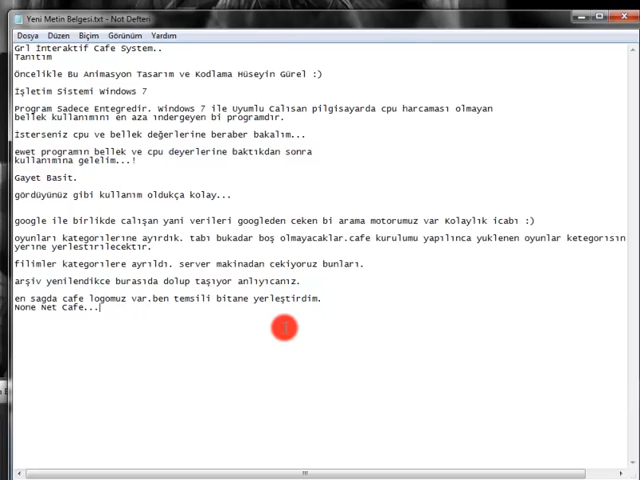 Yeni Metin Belgesi.txt - Not Defteri
Dosya Düzen Biçim Görünüm Yardım
Grl İnteraktif Cafe System..
Tanıtım
Öncelikle Bu Animasyon Tasarım ve Kodlama Hüseyin Gürel :)
İşletim Sistemi Windows 7
Program Sadece Entegredir. Windows 7 ile Uyumlu Calısan pilgisayarda cpu harcaması olmayan
bellek kullanımını en aza indergeyen bi programdır.
İsterseniz cpu ve bellek değerlerine beraber bakalım...
ewet programın bellek ve cpu deyerlerine baktıkdan sonra
kullanımına gelelim...!
Gayet Basit.
gördüyünüz gibi kullanım oldukça kolay...
google ile birlikde calışan yani verileri googleden ceken bi arama motorumuz var Kolaylık icabı :)
oyunları kategorılerıne ayırdık. tabı bukadar boş olmayacaklar.cafe kurulumu yapılınca yuklenen oyunlar ketegorısın
yerıne yerlestırılecektır.
filimler kategorılere ayrıldı. server makinadan cekiyoruz bunları.
arşiv yenilendikce burasıda dolup taşıyor anlıyıcanız.
en sagda cafe logomuz var.ben temsili bitane yerleştirdim.
None Net Cafe...